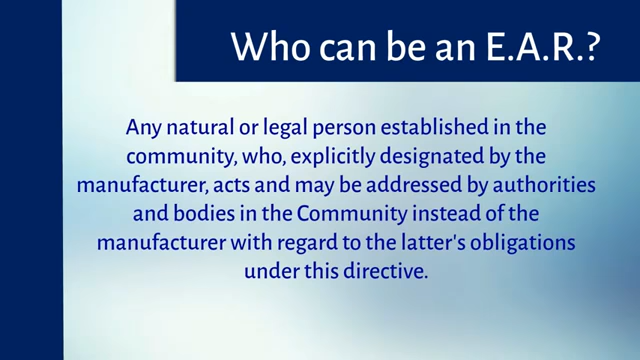 Who can be an E.A.R.?
Any natural or legal person established in the
community, who, explicitly designated by the
manufacturer, acts and may be addressed by authorities
and bodies in the Community instead of the
manufacturer with regard to the latter's obligations
under this directive.